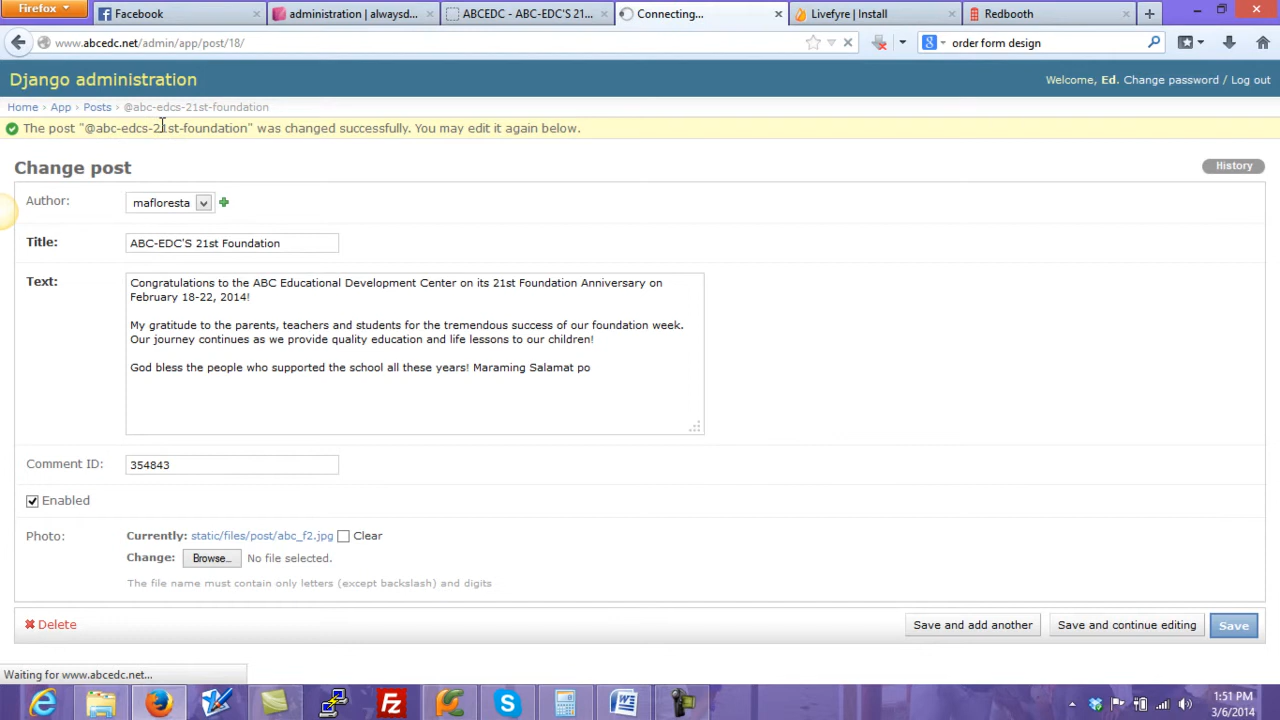 Firefox
Facebook
administration | alwaysd...
ABCEDC - ABC-EDC'S 21...
Connecting...
Livefyre | Install
Redbooth
www.abcedc.net/admin/app/post/18/
order form design
Django administration
Welcome, Ed. Change password / Log out
Home › App › Posts › @abc-edcs-21st-foundation
The post "@abc-edcs-21st-foundation" was changed successfully. You may edit it again below.
Change post
History
Author:
mafloresta
Title:
ABC-EDC'S 21st Foundation
Text:
Congratulations to the ABC Educational Development Center on its 21st Foundation Anniversary on
February 18-22, 2014!
My gratitude to the parents, teachers and students for the tremendous success of our foundation week.
Our journey continues as we provide quality education and life lessons to our children!
God bless the people who supported the school all these years! Maraming Salamat po
Comment ID:
354843
Enabled
Photo:
Currently: static/files/post/abc_f2.jpg Clear
Change: Browse... No file selected.
The file name must contain only letters (except backslash) and digits
Delete
Save and add another
Save and continue editing
Save
Waiting for www.abcedc.net...
1:51 PM
3/6/2014